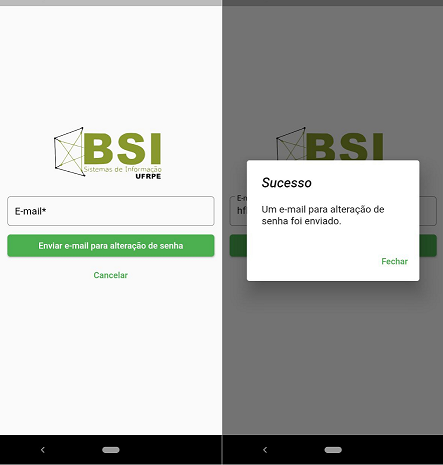 BSI
Sistemas de Informação
UFRPE
E-mail*
Enviar e-mail para alteração de senha
Cancelar
BSI
Sucesso
Um e-mail para alteração de
senha foi enviado.
Fechar